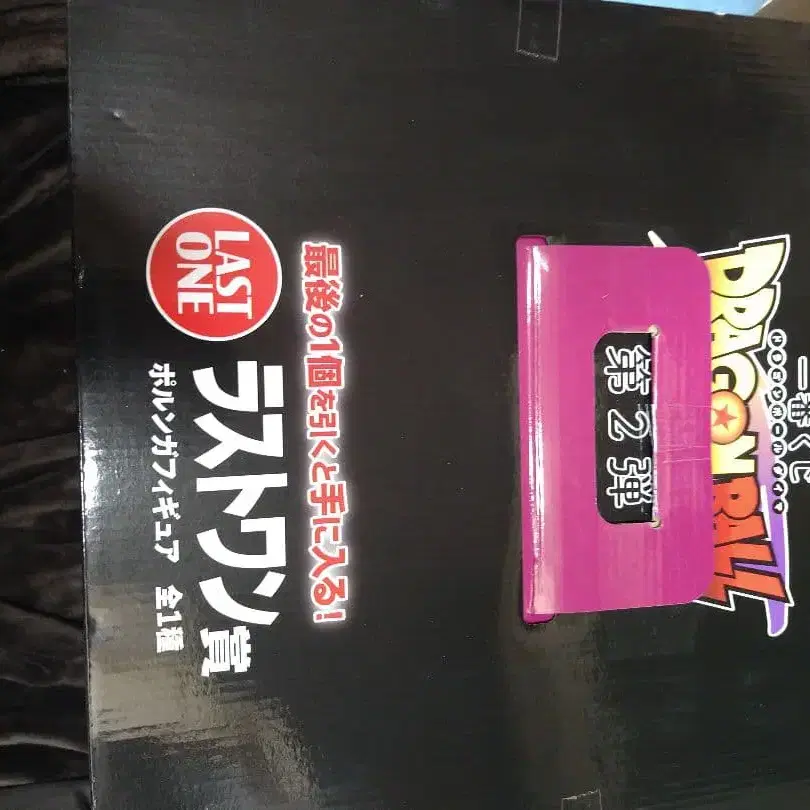 一番くじ
DRAGON BALL
第2弾
最後の1個を引くと手に入る!
LAST
ONE
ラストワン賞
ポルンガフィギュア 全1種